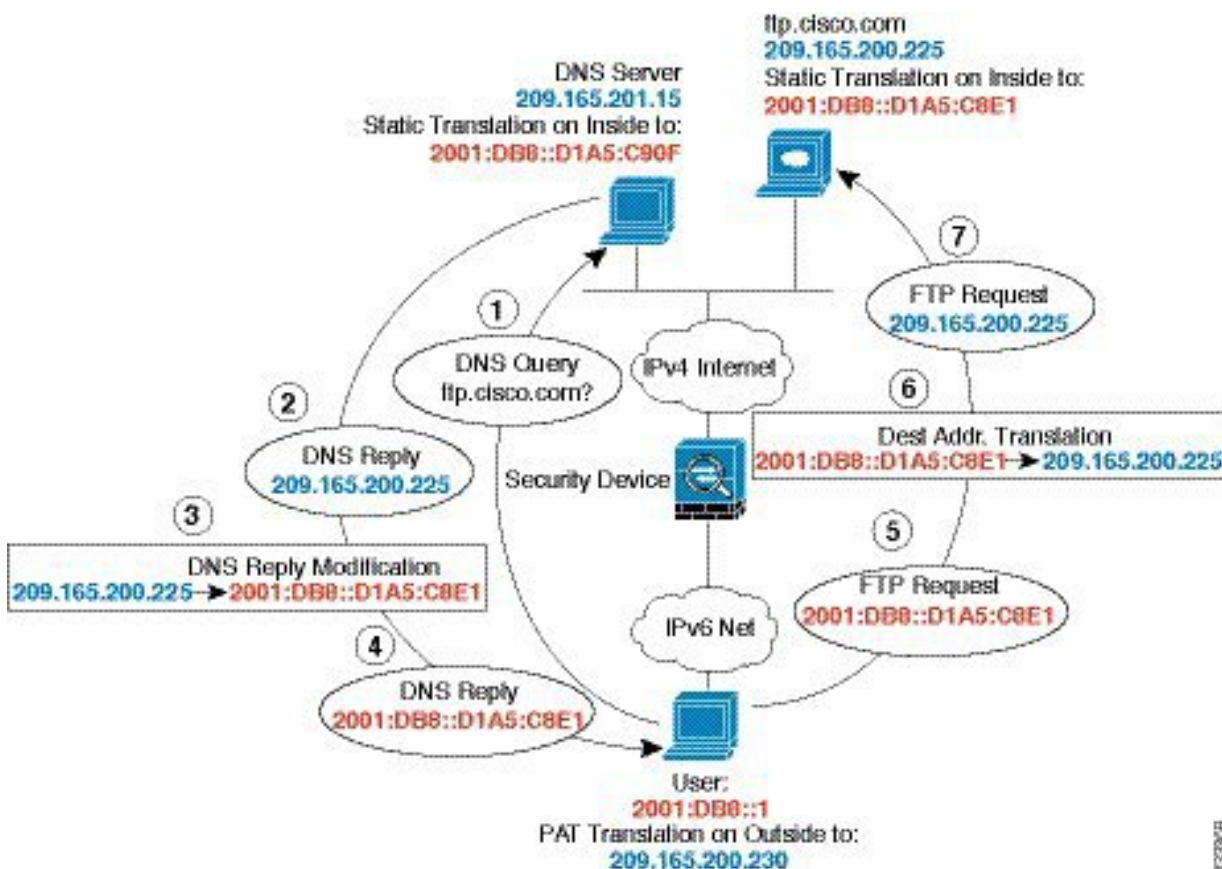 ftp.cisco.com
209.165.200.225
Static Translation on Inside to:
2001:DB8::D1A5:C8E1
DNS Server
209.165.201.15
Static Translation on Inside to:
2001:DB8::D1A5:C90F
7
FTP Request
209.165.200.225
1
DNS Query
ftp.cisco.com?
IPv4 Internet
2
DNS Reply
209.165.200.225
6
Dest Addr. Translation
2001:DB8::D1A5:C8E1 → 209.165.200.225
Security Device
3
DNS Reply Modification
209.165.200.225 → 2001:DB8::D1A5:C8E1
5
FTP Request
2001:DB8::D1A5:C8E1
IPv6 Net
4
DNS Reply
2001:DB8::D1A5:C8E1
User:
2001:DB8::1
PAT Translation on Outside to:
209.165.200.230